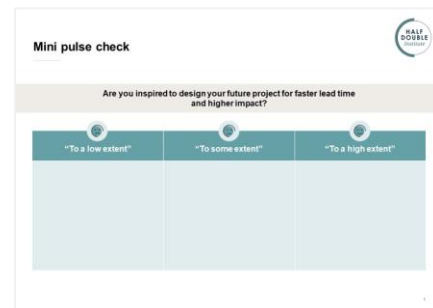 HALF
DOUBLE
Institute
Mini pulse check
Are you inspired to design your future project for faster lead time
and higher impact?
"To a low extent" "To some extent" "To a high extent"